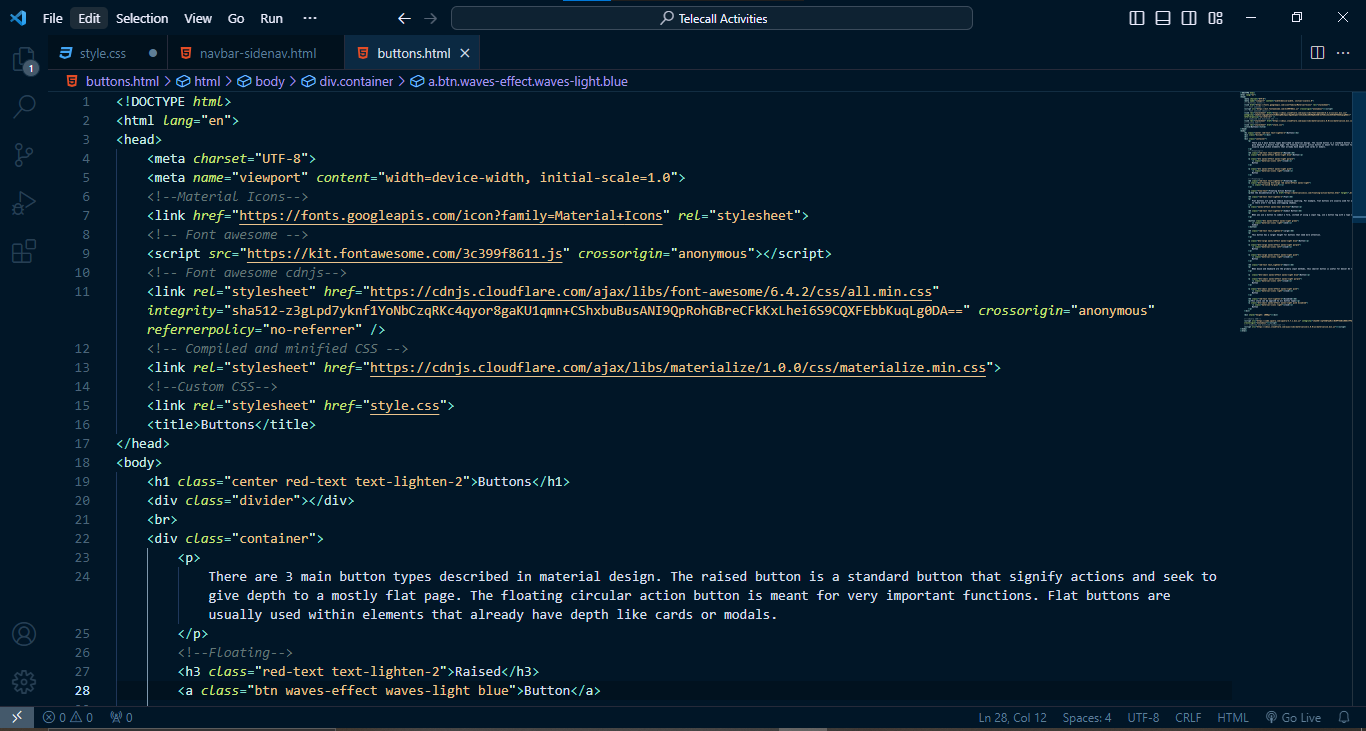 File Edit Selection View Go Run ··· Telecall Activities
style.css navbar-sidenav.html buttons.html
1
buttons.html > html > body > div.container > a.btn.waves-effect.waves-light.blue
1 <!DOCTYPE html>
2 <html lang="en">
3 <head>
4 <meta charset="UTF-8">
5 <meta name="viewport" content="width=device-width, initial-scale=1.0">
6 <!--Material Icons-->
7 <link href="https://fonts.googleapis.com/icon?family=Material+Icons" rel="stylesheet">
8 <!-- Font awesome -->
9 <script src="https://kit.fontawesome.com/3c399f8611.js" crossorigin="anonymous"></script>
10 <!-- Font awesome cdnjs-->
11 <link rel="stylesheet" href="https://cdnjs.cloudflare.com/ajax/libs/font-awesome/6.4.2/css/all.min.css"
integrity="sha512-z3gLpd7yknf1YoNbCzqRKc4qyor8gaKU1qmn+CShxbuBusANI9QpRohGBreCFkKxLhei6S9CQXFEbbKuqLg0DA==" crossorigin="anonymous"
referrerpolicy="no-referrer" />
12 <!-- Compiled and minified CSS -->
13 <link rel="stylesheet" href="https://cdnjs.cloudflare.com/ajax/libs/materialize/1.0.0/css/materialize.min.css">
14 <!--Custom CSS-->
15 <link rel="stylesheet" href="style.css">
16 <title>Buttons</title>
17 </head>
18 <body>
19 <h1 class="center red-text text-lighten-2">Buttons</h1>
20 <div class="divider"></div>
21 <br>
22 <div class="container">
23 <p>
24 There are 3 main button types described in material design. The raised button is a standard button that signify actions and seek to
give depth to a mostly flat page. The floating circular action button is meant for very important functions. Flat buttons are
usually used within elements that already have depth like cards or modals.
25 </p>
26 <!--Floating-->
27 <h3 class="red-text text-lighten-2">Raised</h3>
28 <a class="btn waves-effect waves-light blue">Button</a>
0 0 0 Ln 28, Col 12 Spaces: 4 UTF-8 CRLF HTML Go Live